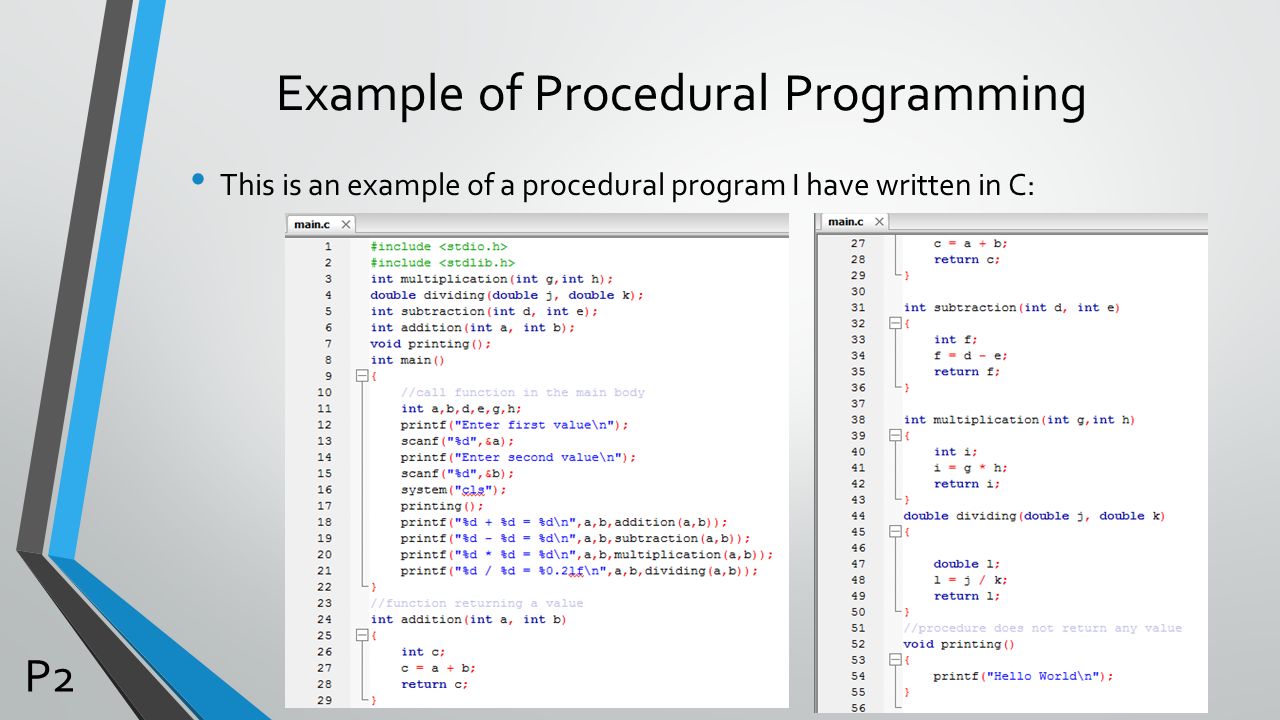 Example of Procedural Programming
• This is an example of a procedural program I have written in C:
main.c
1 #include <stdio.h>
2 #include <stdlib.h>
3 int multiplication(int g,int h);
4 double dividing(double j, double k);
5 int subtraction(int d, int e);
6 int addition(int a, int b);
7 void printing();
8 int main()
9 {
10 //call function in the main body
11 int a,b,d,e,g,h;
12 printf("Enter first value\n");
13 scanf("%d",&a);
14 printf("Enter second value\n");
15 scanf("%d",&b);
16 system("cls");
17 printing();
18 printf("%d + %d = %d\n",a,b,addition(a,b));
19 printf("%d - %d = %d\n",a,b,subtraction(a,b));
20 printf("%d * %d = %d\n",a,b,multiplication(a,b));
21 printf("%d / %d = %0.2lf\n",a,b,dividing(a,b));
22 }
23 //function returning a value
24 int addition(int a, int b)
25 {
26 int c;
27 c = a + b;
28 return c;
29 }
main.c
27 c = a + b;
28 return c;
29 }
30
31 int subtraction(int d, int e)
32 {
33 int f;
34 f = d - e;
35 return f;
36 }
37
38 int multiplication(int g,int h)
39 {
40 int i;
41 i = g * h;
42 return i;
43 }
44 double dividing(double j, double k)
45 {
46
47 double l;
48 l = j / k;
49 return l;
50 }
51 //procedure does not return any value
52 void printing()
53 {
54 printf("Hello World\n");
55 }
56
P2